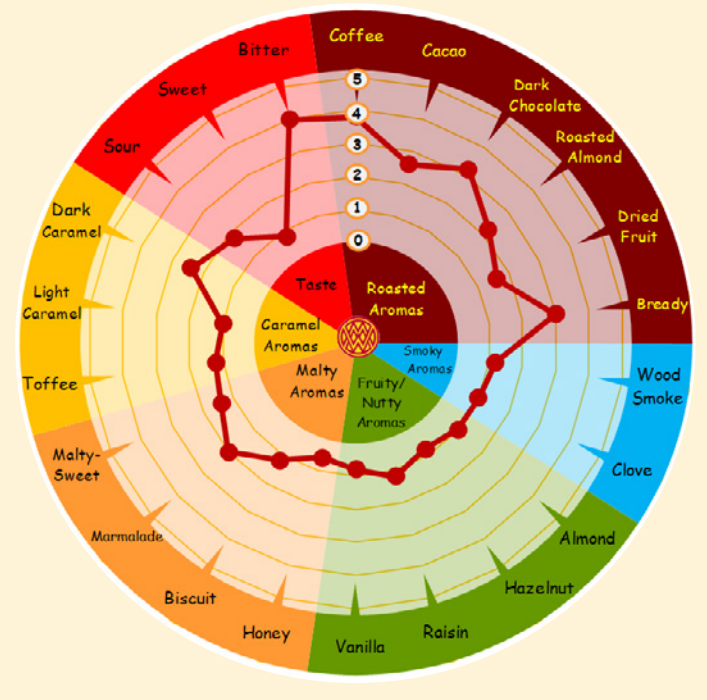 Coffee
Cacao
Dark
Chocolate
Roasted
Almond
Dried
Fruit
Bready
Wood
Smoke
Clove
Almond
Hazelnut
Raisin
Vanilla
Honey
Biscuit
Marmalade
Malty-
Sweet
Toffee
Light
Caramel
Dark
Caramel
Sour
Sweet
Bitter
5
4
3
2
1
0
Taste
Roasted
Aromas
Smoky
Aromas
Fruity/
Nutty
Aromas
Malty
Aromas
Caramel
Aromas